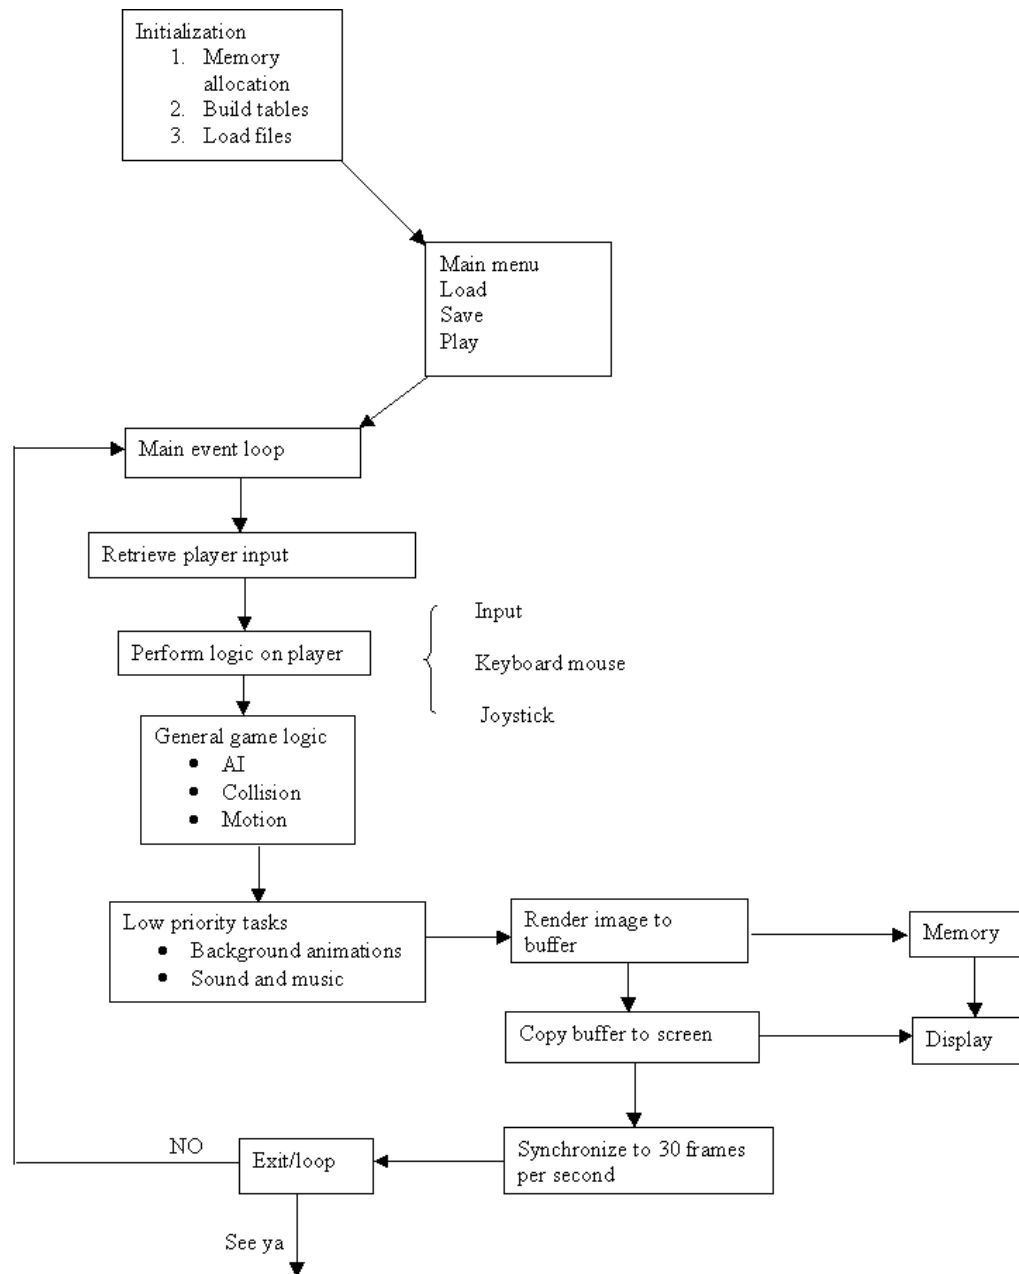 Initialization
1. Memory
allocation
2. Build tables
3. Load files
Main menu
Load
Save
Play
Main event loop
Retrieve player input
Perform logic on player
Input
Keyboard mouse
Joystick
General game logic
• AI
• Collision
• Motion
Low priority tasks
• Background animations
• Sound and music
Render image to
buffer
Memory
Copy buffer to screen
Display
Synchronize to 30 frames
per second
Exit/loop
NO
See ya